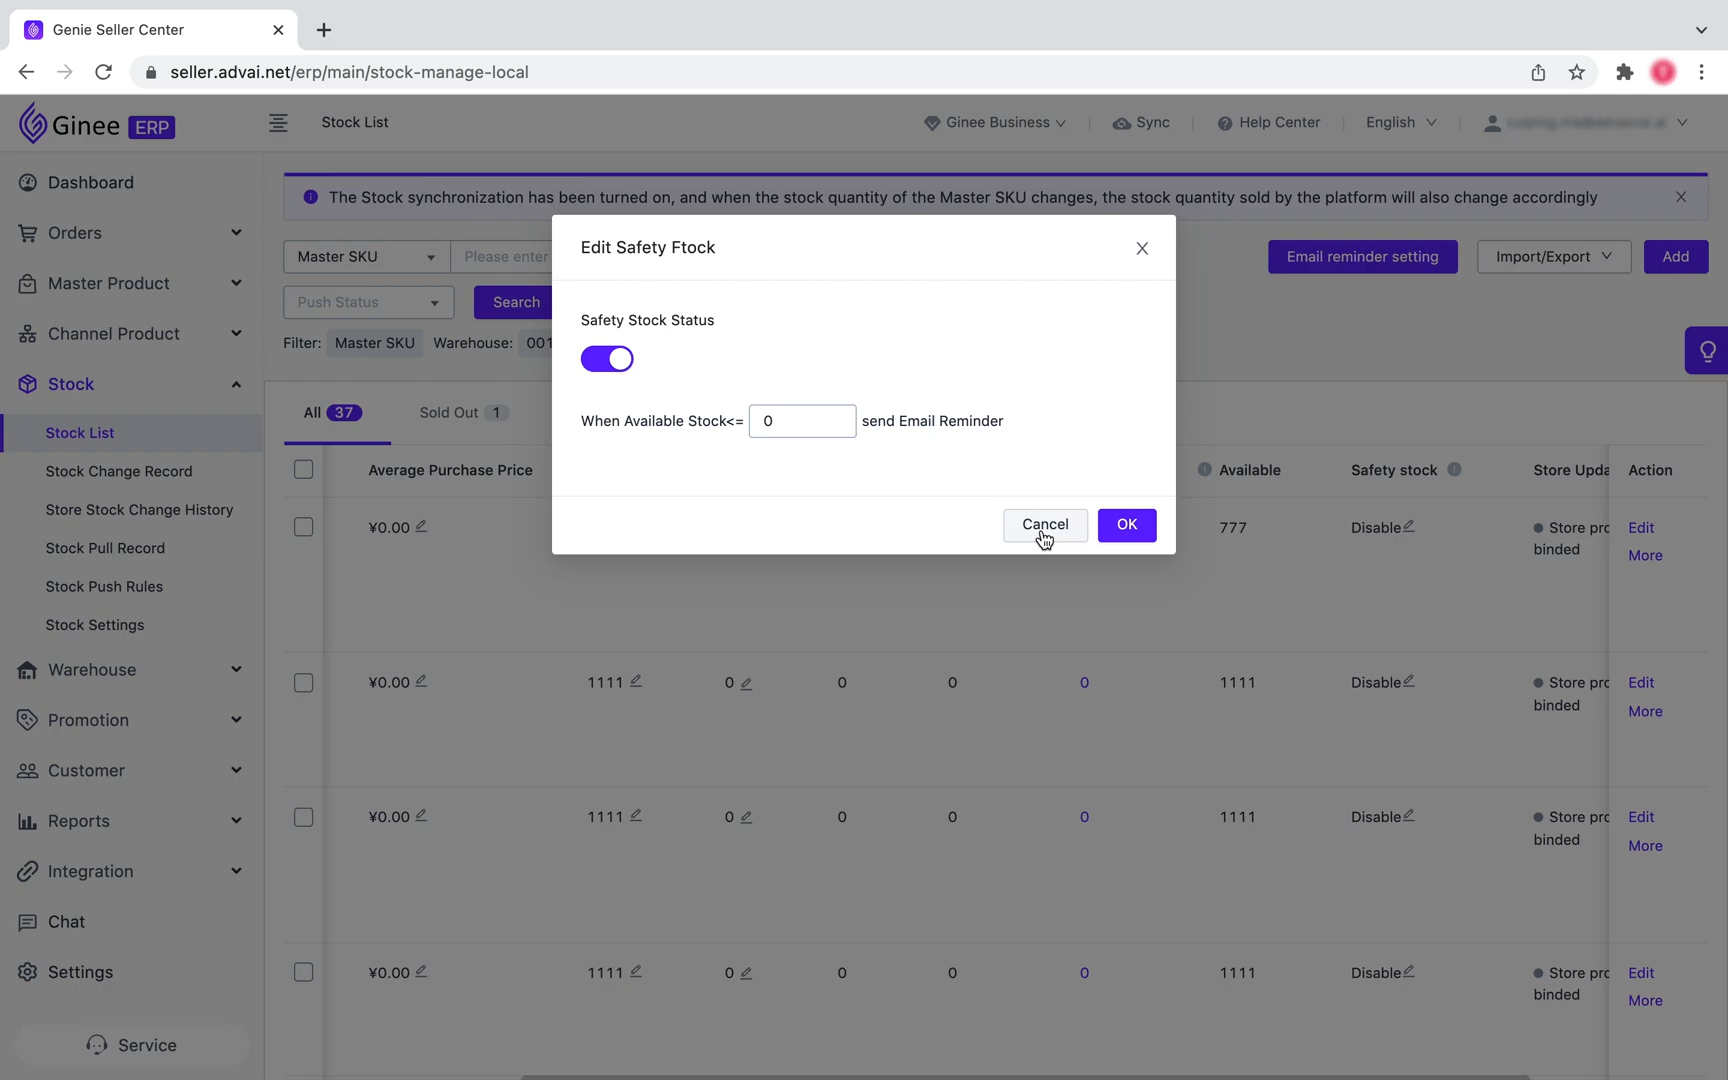 Genie Seller Center
seller.advai.net/erp/main/stock-manage-local
Ginee ERP
Stock List
Ginee Business
Sync
Help Center
English
Dashboard
Orders
Master Product
Channel Product
Stock
Stock List
Stock Change Record
Store Stock Change History
Stock Pull Record
Stock Push Rules
Stock Settings
Warehouse
Promotion
Customer
Reports
Integration
Chat
Settings
Service
The Stock synchronization has been turned on, and when the stock quantity of the Master SKU changes, the stock quantity sold by the platform will also change accordingly
Master SKU
Please enter
Email reminder setting
Import/Export
Add
Push Status
Search
Filter: Master SKU Warehouse: 001
All 37
Sold Out 1
Edit Safety Ftock
Safety Stock Status
When Available Stock<= 0 send Email Reminder
Cancel
OK
Average Purchase Price Available Safety stock Store Upda Action
¥0.00 777 Disable Store pro Edit
binded More
¥0.00 1111 0 0 0 0 1111 Disable Store pro Edit
binded More
¥0.00 1111 0 0 0 0 1111 Disable Store pro Edit
binded More
¥0.00 1111 0 0 0 0 1111 Disable Store pro Edit
binded More